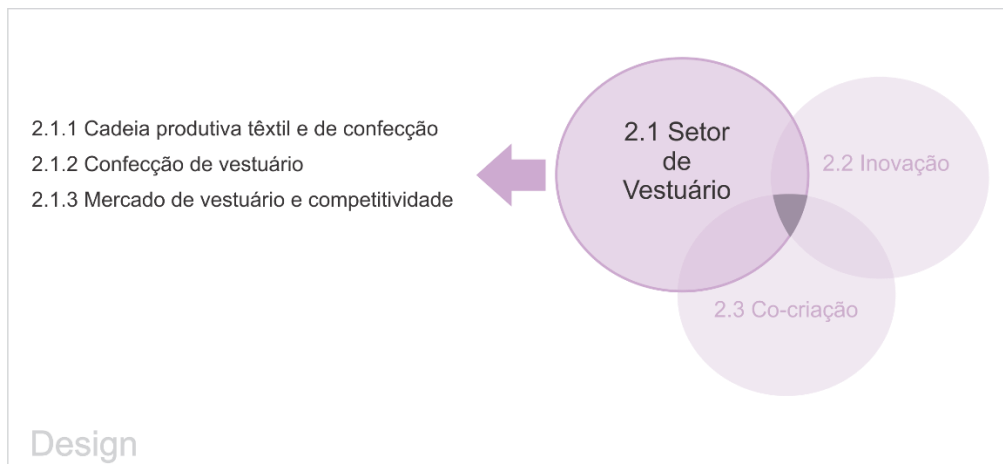 2.1.1 Cadeia produtiva têxtil e de confecção
2.1.2 Confecção de vestuário
2.1.3 Mercado de vestuário e competitividade
2.1 Setor
de
Vestuário
2.2 Inovação
2.3 Co-criação
Design